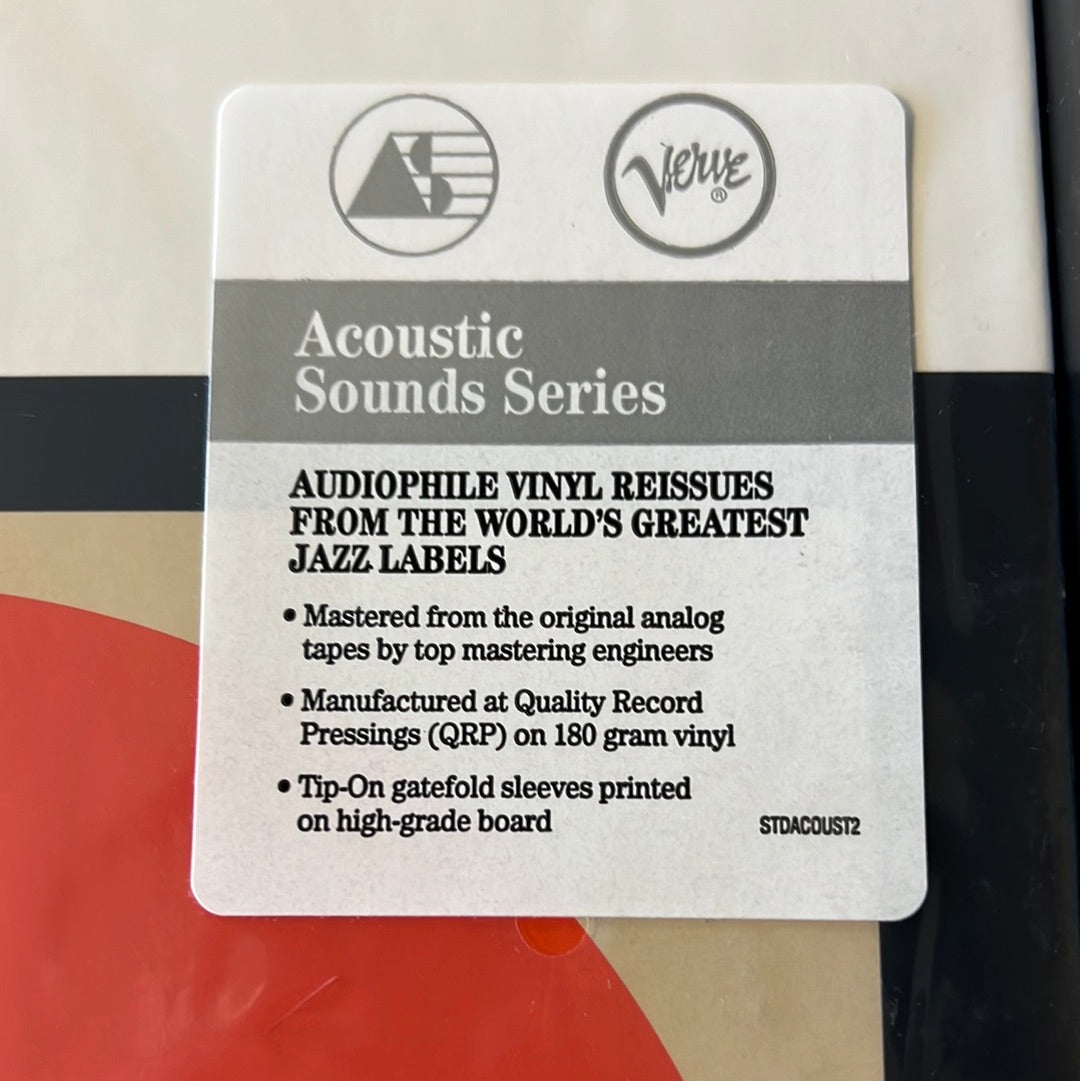 AS
Verve ®
Acoustic
Sounds Series
AUDIOPHILE VINYL REISSUES
FROM THE WORLD'S GREATEST
JAZZ LABELS
• Mastered from the original analog
tapes by top mastering engineers
• Manufactured at Quality Record
Pressings (QRP) on 180 gram vinyl
• Tip-On gatefold sleeves printed
on high-grade board
STDACOUST2